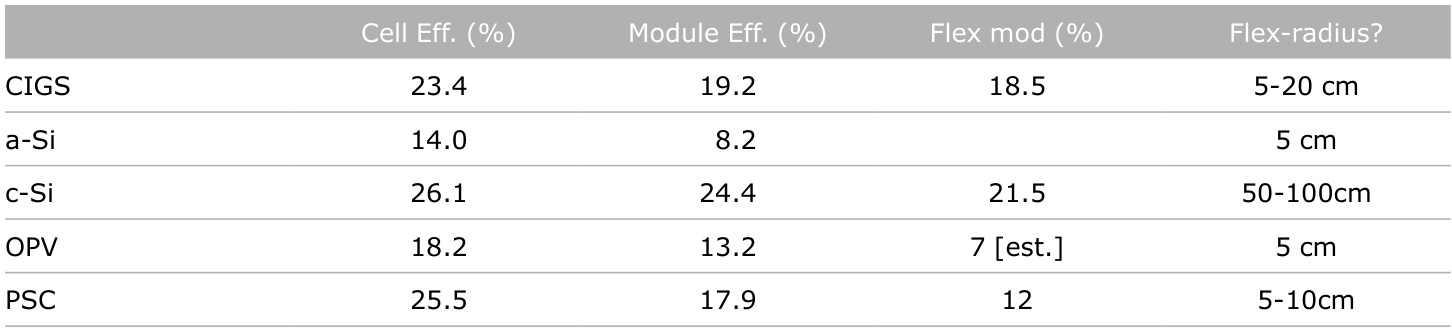 Cell Eff. (%) Module Eff. (%) Flex mod (%) Flex-radius?
CIGS 23.4 19.2 18.5 5-20 cm
a-Si 14.0 8.2 5 cm
c-Si 26.1 24.4 21.5 50-100cm
OPV 18.2 13.2 7 [est.] 5 cm
PSC 25.5 17.9 12 5-10cm